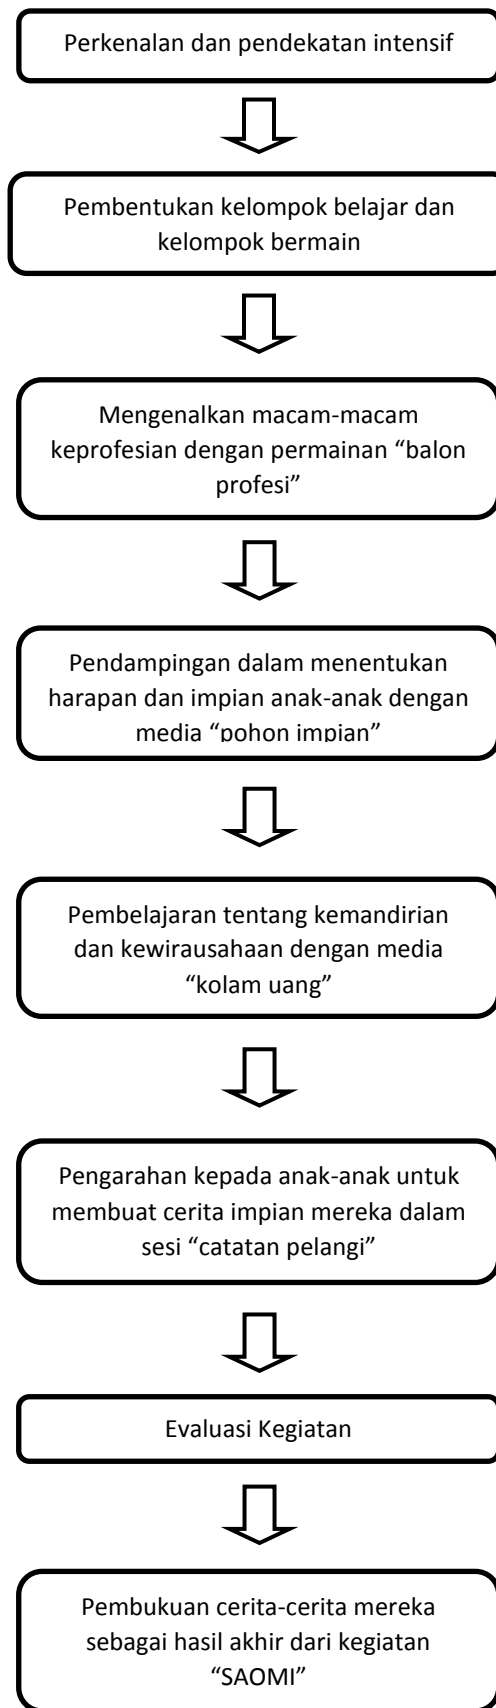 Perkenalan dan pendekatan intensif
Pembentukan kelompok belajar dan
kelompok bermain
Mengenalkan macam-macam
keprofesian dengan permainan “balon
profesi”
Pendampingan dalam menentukan
harapan dan impian anak-anak dengan
media “pohon impian”
Pembelajaran tentang kemandirian
dan kewirausahaan dengan media
“kolam uang”
Pengarahan kepada anak-anak untuk
membuat cerita impian mereka dalam
sesi “catatan pelangi”
Evaluasi Kegiatan
Pembukuan cerita-cerita mereka
sebagai hasil akhir dari kegiatan
“SAOMI”